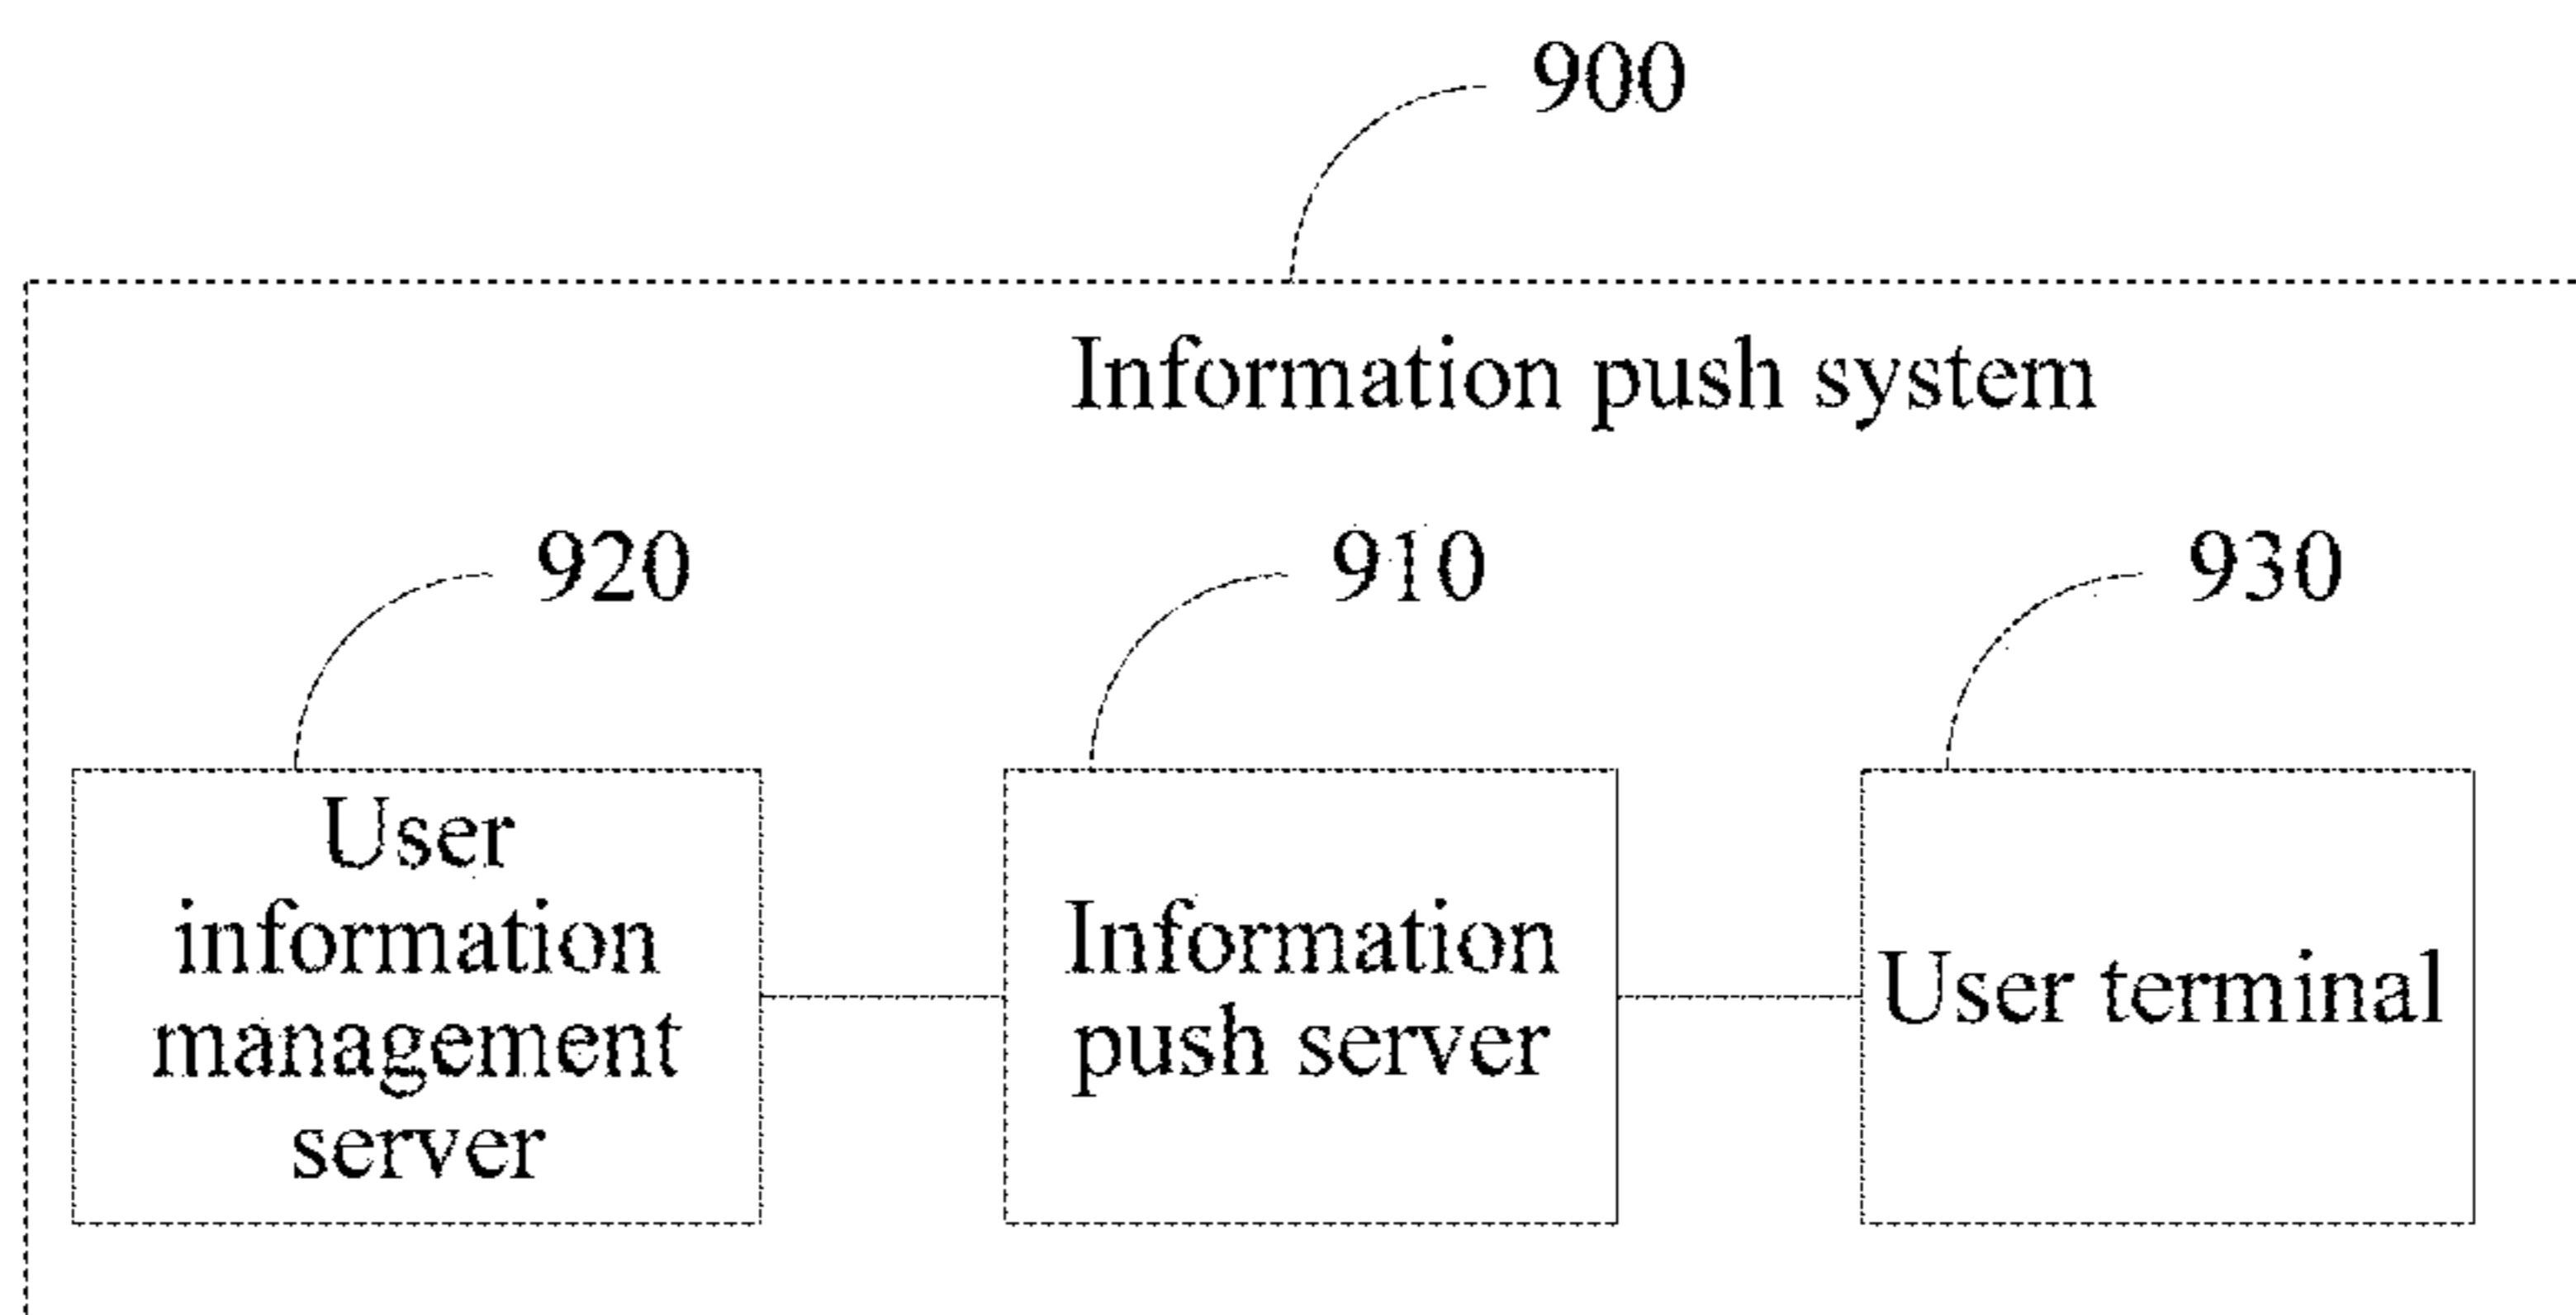 900
Information push system
920
910
930
User
information
management
server
Information
push server
User terminal